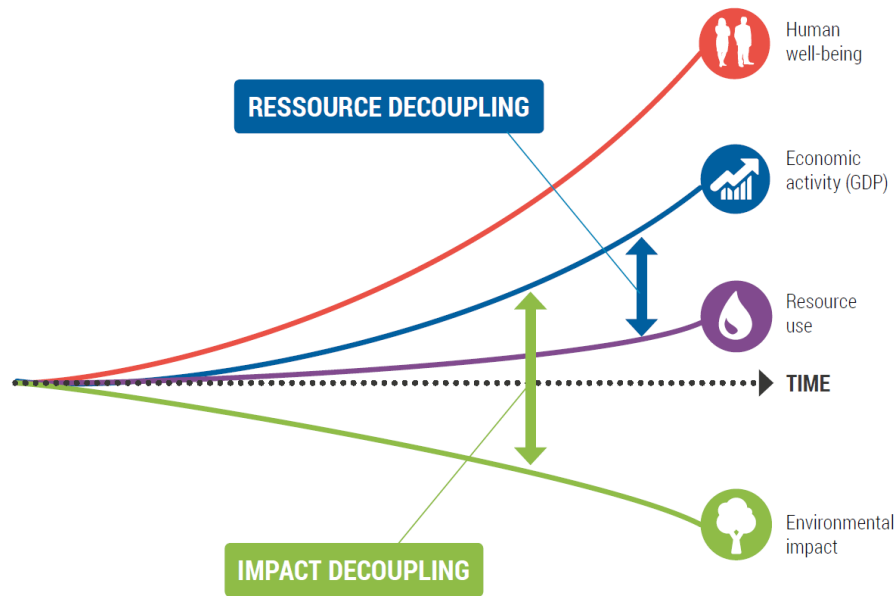 Human
well-being
RESSOURCE DECOUPLING
Economic
activity (GDP)
Resource
use
TIME
Environmental
impact
IMPACT DECOUPLING